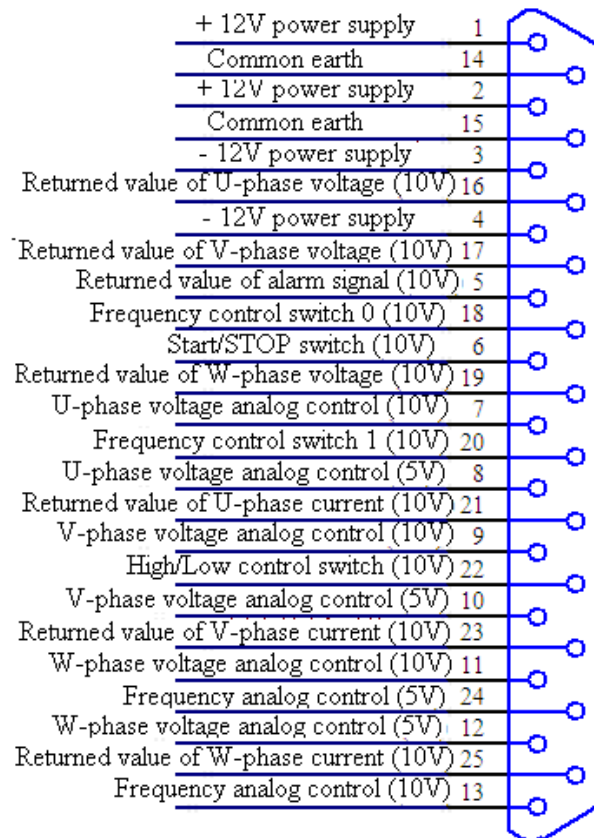 + 12V power supply 1
Common earth 14
+ 12V power supply 2
Common earth 15
- 12V power supply 3
Returned value of U-phase voltage (10V) 16
- 12V power supply 4
Returned value of V-phase voltage (10V) 17
Returned value of alarm signal (10V) 5
Frequency control switch 0 (10V) 18
Start/STOP switch (10V) 6
Returned value of W-phase voltage (10V) 19
U-phase voltage analog control (10V) 7
Frequency control switch 1 (10V) 20
U-phase voltage analog control (5V) 8
Returned value of U-phase current (10V) 21
V-phase voltage analog control (10V) 9
High/Low control switch (10V) 22
V-phase voltage analog control (5V) 10
Returned value of V-phase current (10V) 23
W-phase voltage analog control (10V) 11
Frequency analog control (5V) 24
W-phase voltage analog control (5V) 12
Returned value of W-phase current (10V) 25
Frequency analog control (10V) 13